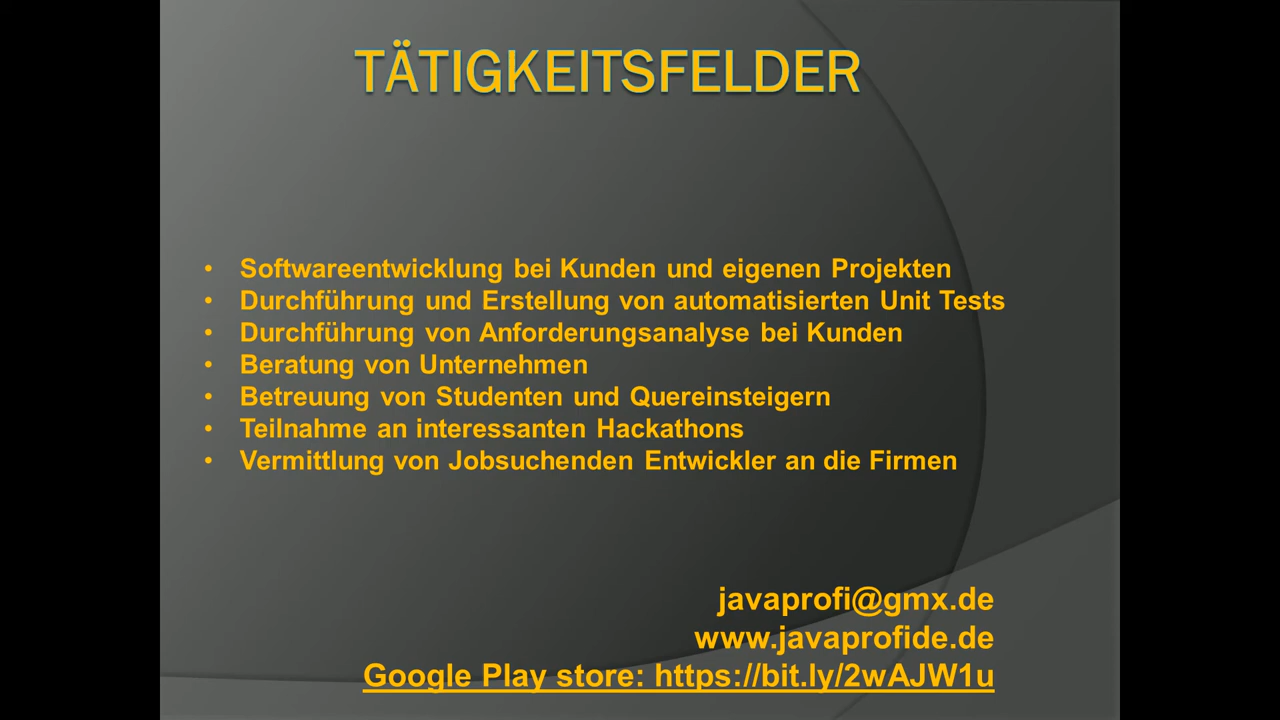 TÄTIGKEITSFELDER
• Softwareentwicklung bei Kunden und eigenen Projekten
• Durchführung und Erstellung von automatisierten Unit Tests
• Durchführung von Anforderungsanalyse bei Kunden
• Beratung von Unternehmen
• Betreuung von Studenten und Quereinsteigern
• Teilnahme an interessanten Hackathons
• Vermittlung von Jobsuchenden Entwickler an die Firmen
javaprofi@gmx.de
www.javaprofide.de
Google Play store: https://bit.ly/2wAJW1u